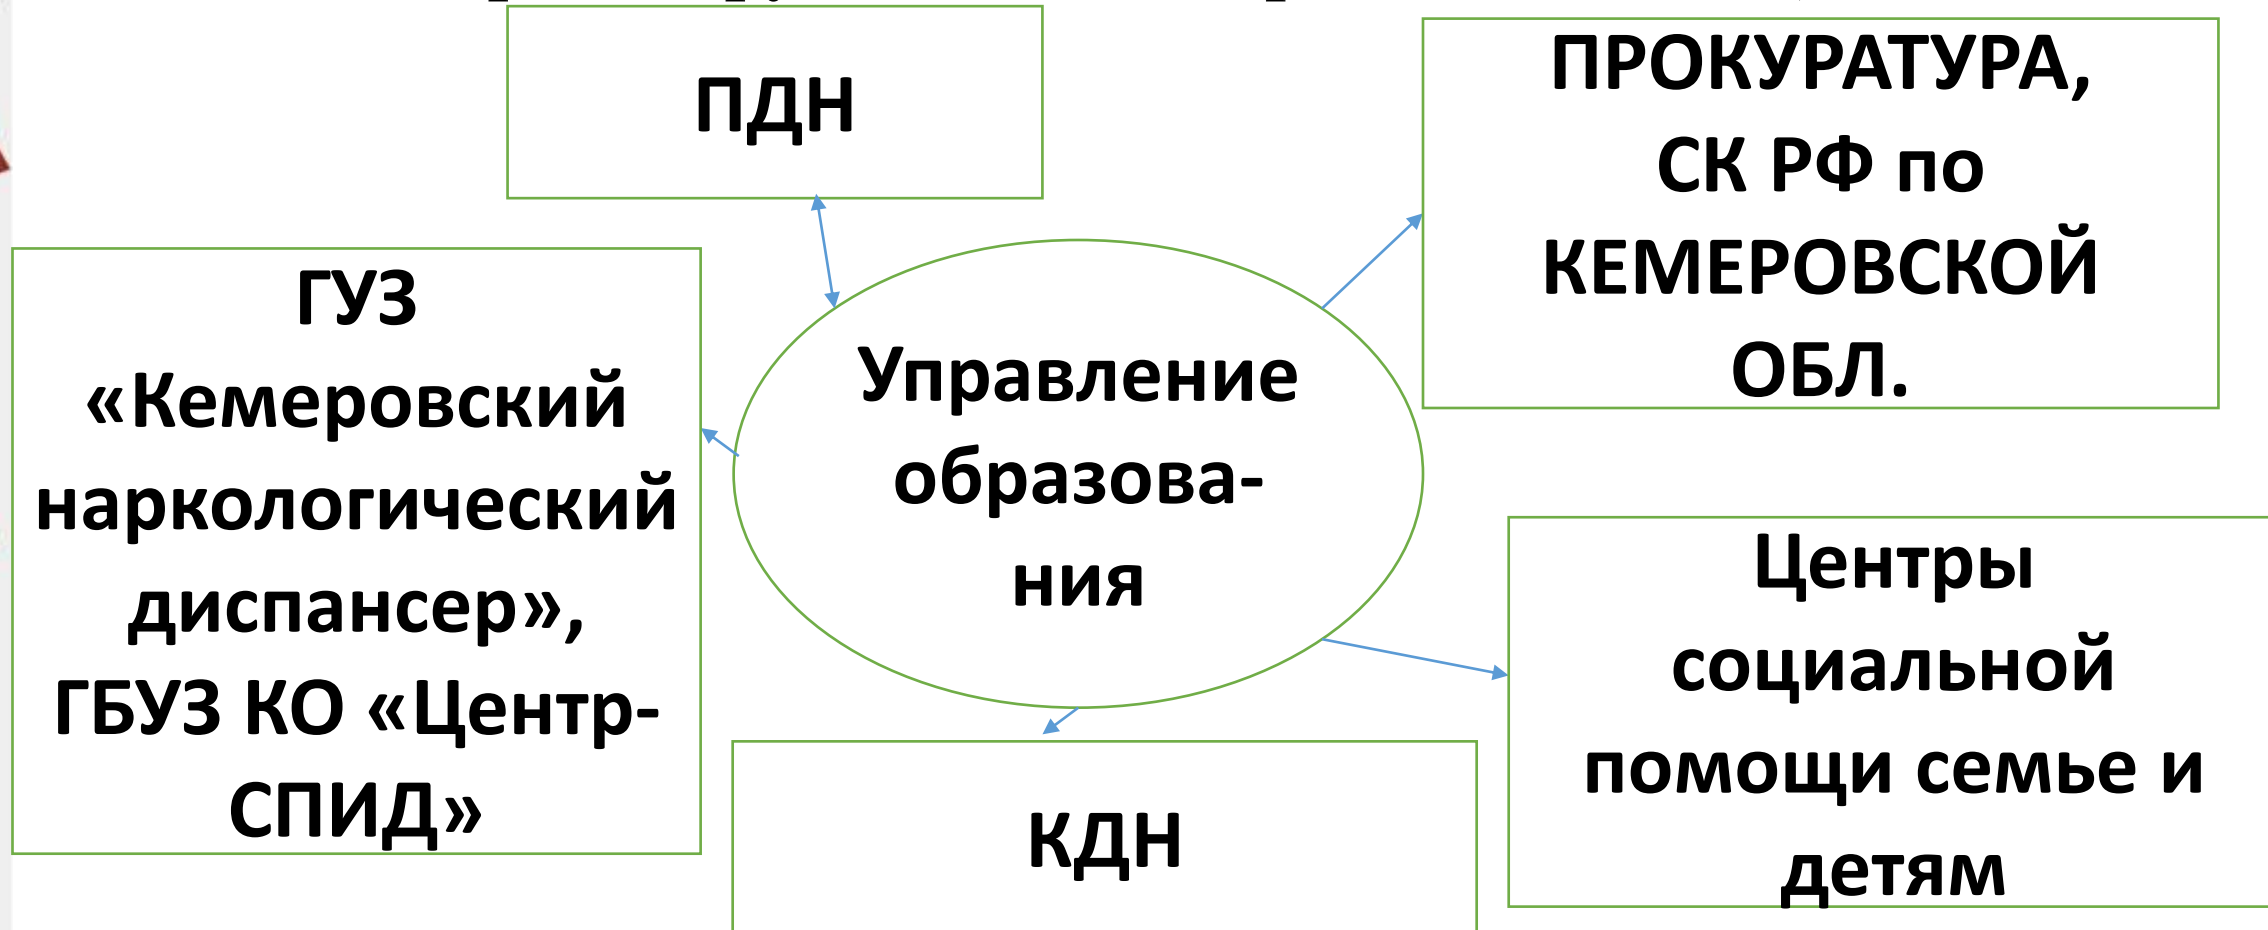 ПДН
ПРОКУРАТУРА,
СК РФ по
КЕМЕРОВСКОЙ
ОБЛ.
ГУЗ
«Кемеровский
наркологический
диспансер»,
ГБУЗ КО «Центр-
СПИД»
Управление
образова-
ния
Центры
социальной
помощи семье и
детям
КДН